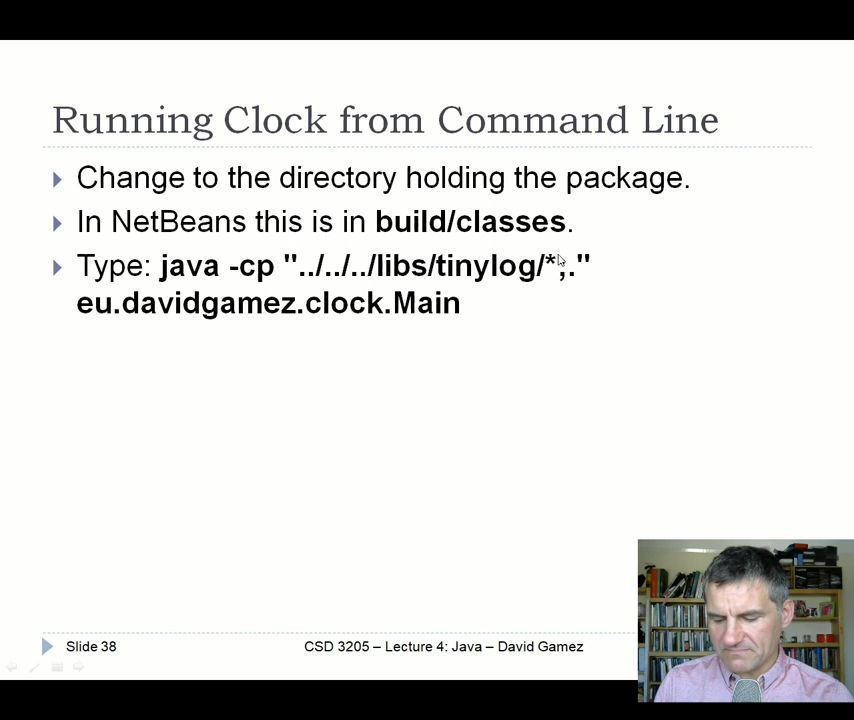 Running Clock from Command Line
Change to the directory holding the package.
In NetBeans this is in build/classes.
Type: java -cp "../../../libs/tinylog/*;."
eu.davidgamez.clock.Main
Slide 38
CSD 3205 – Lecture 4: Java – David Gamez